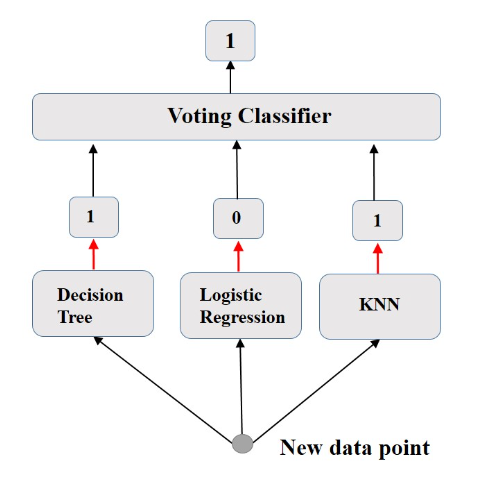 1
Voting Classifier
1
0
1
Decision
Tree
Logistic
Regression
KNN
New data point